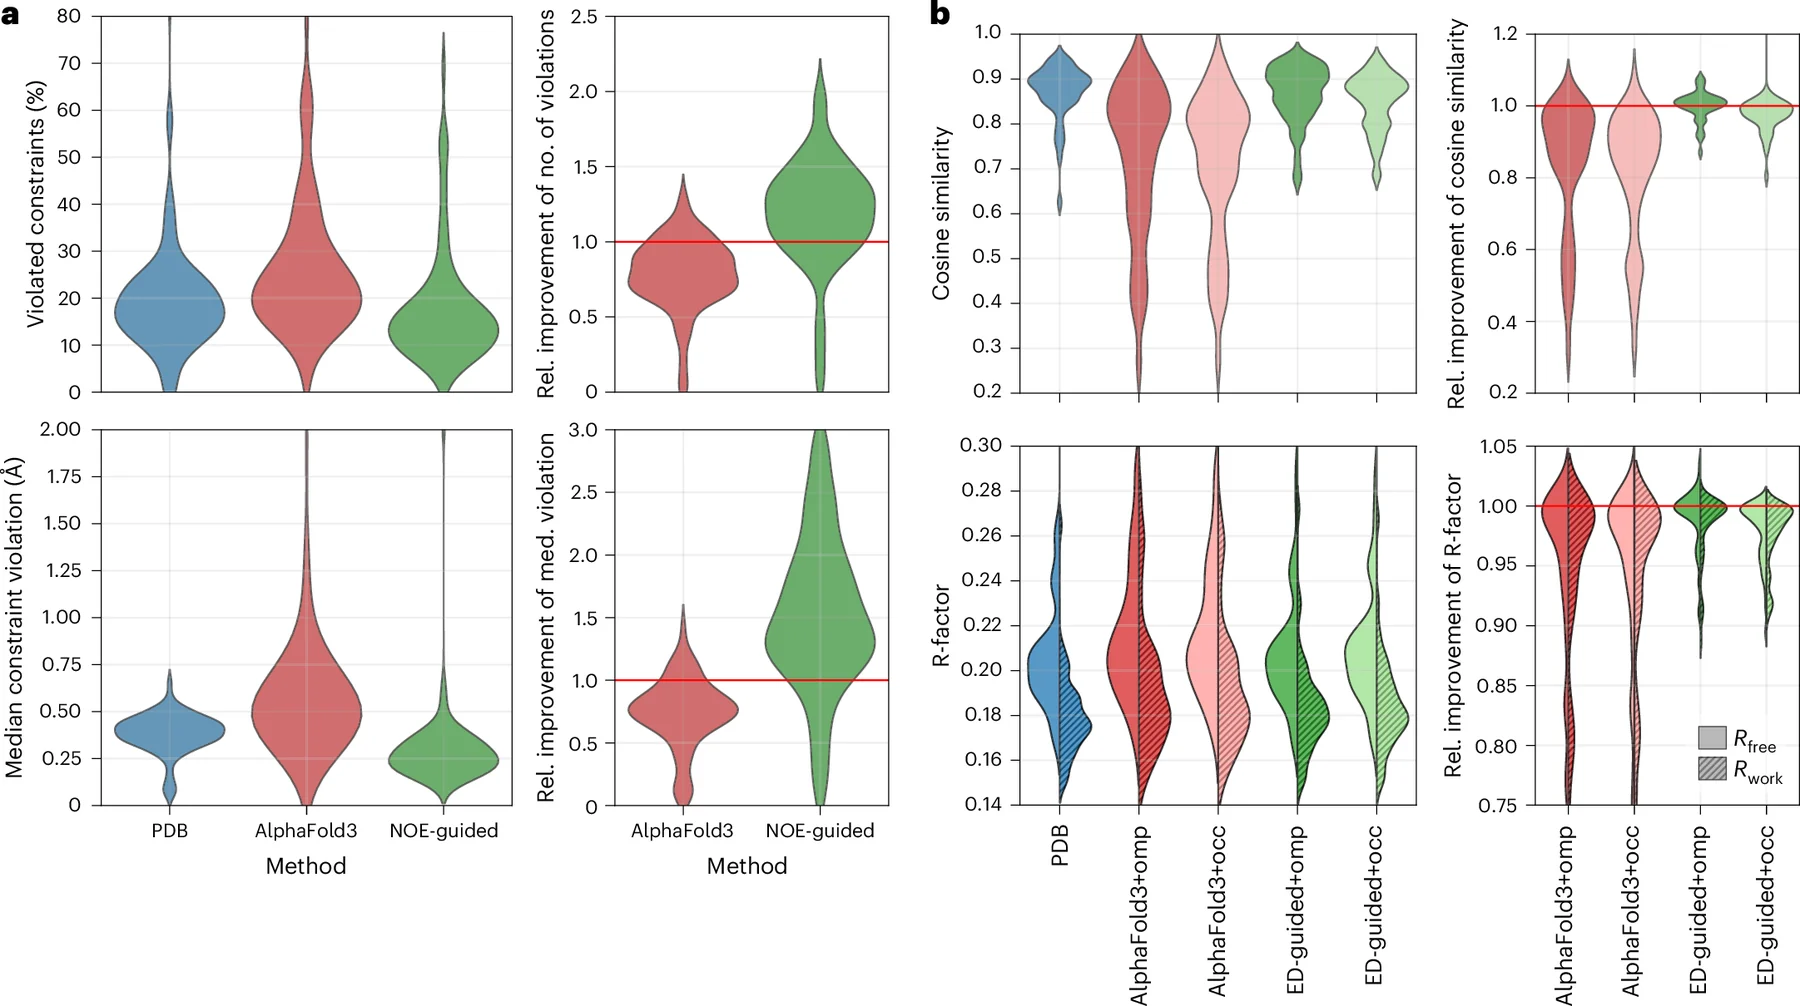 a
Violated constraints (%)
80
70
60
50
40
30
20
10
0
Rel. improvement of no. of violations
2.5
2.0
1.5
1.0
0.5
0
Median constraint violation (Å)
2.00
1.75
1.50
1.25
1.00
0.75
0.50
0.25
0
PDB
AlphaFold3
NOE-guided
Method
Rel. improvement of med. violation
3.0
2.5
2.0
1.5
1.0
0.5
0
AlphaFold3
NOE-guided
Method
b
Cosine similarity
1.0
0.9
0.8
0.7
0.6
0.5
0.4
0.3
0.2
Rel. improvement of cosine similarity
1.2
1.0
0.8
0.6
0.4
0.2
R-factor
0.30
0.28
0.26
0.24
0.22
0.20
0.18
0.16
0.14
PDB
AlphaFold3+omp
AlphaFold3+occ
ED-guided+omp
ED-guided+occ
Rel. improvement of R-factor
1.05
1.00
0.95
0.90
0.85
0.80
0.75
Rfree
Rwork
AlphaFold3+omp
AlphaFold3+occ
ED-guided+omp
ED-guided+occ